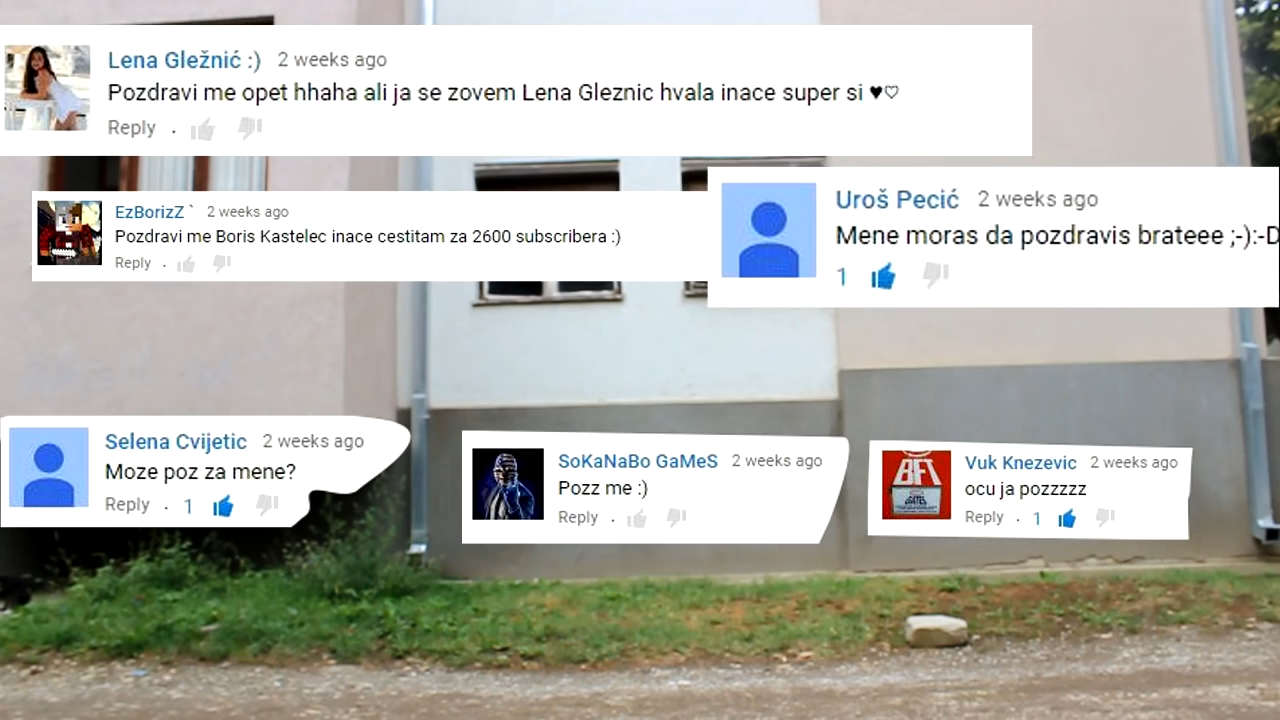 Lena Gležnić :) 2 weeks ago
Pozdravi me opet hhaha ali ja se zovem Lena Gleznic hvala inace super si ♥♡
Reply .
EzBorizZ ` 2 weeks ago
Pozdravi me Boris Kastelec inace cestitam za 2600 subscribera :)
Reply .
Uroš Pecić 2 weeks ago
Mene moras da pozdravis brateee ;-):-D
1
Selena Cvijetic 2 weeks ago
Moze poz za mene?
Reply . 1
SoKaNaBo GaMeS 2 weeks ago
Pozz me :)
Reply .
BFT
Vuk Knezevic 2 weeks ago
ocu ja pozzzzz
Reply . 1